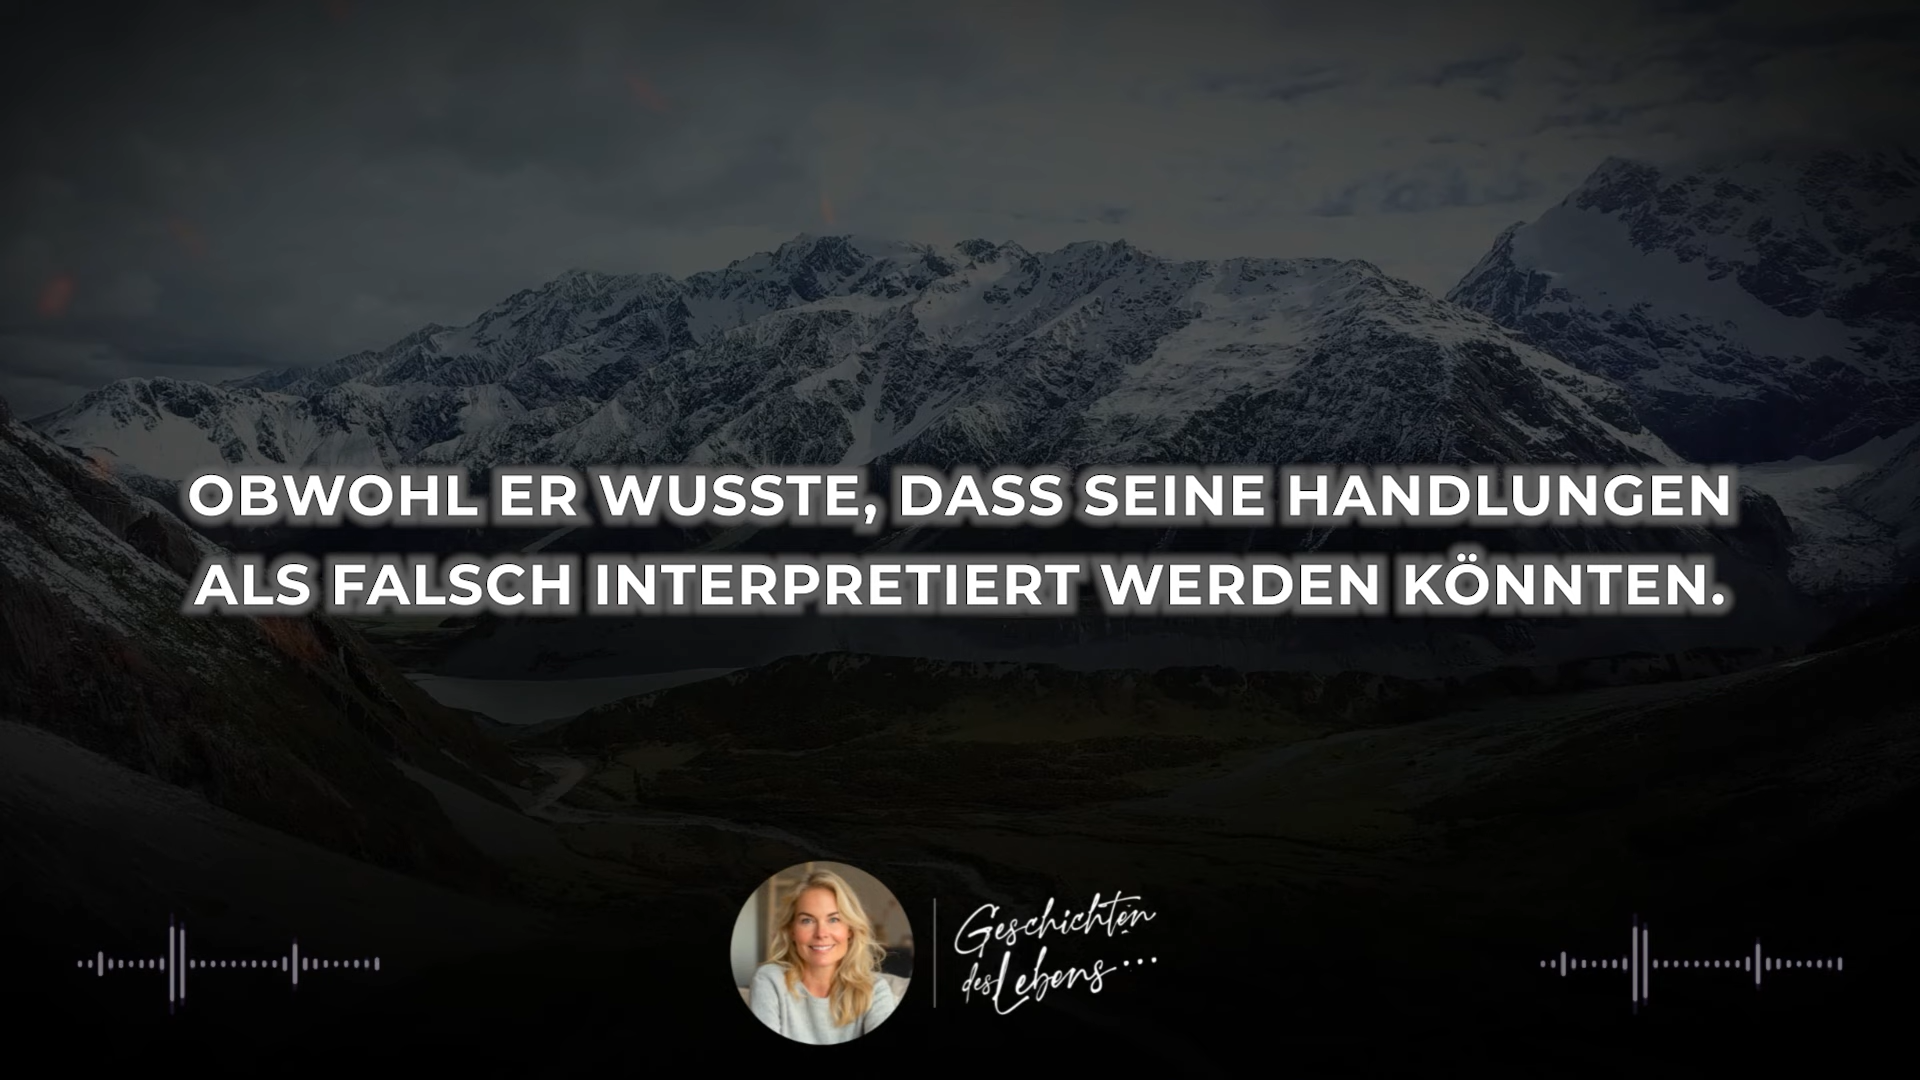 OBWOHL ER WUSSTE, DASS SEINE HANDLUNGEN
ALS FALSCH INTERPRETIERT WERDEN KÖNNTEN.
Geschichten
des Lebens...